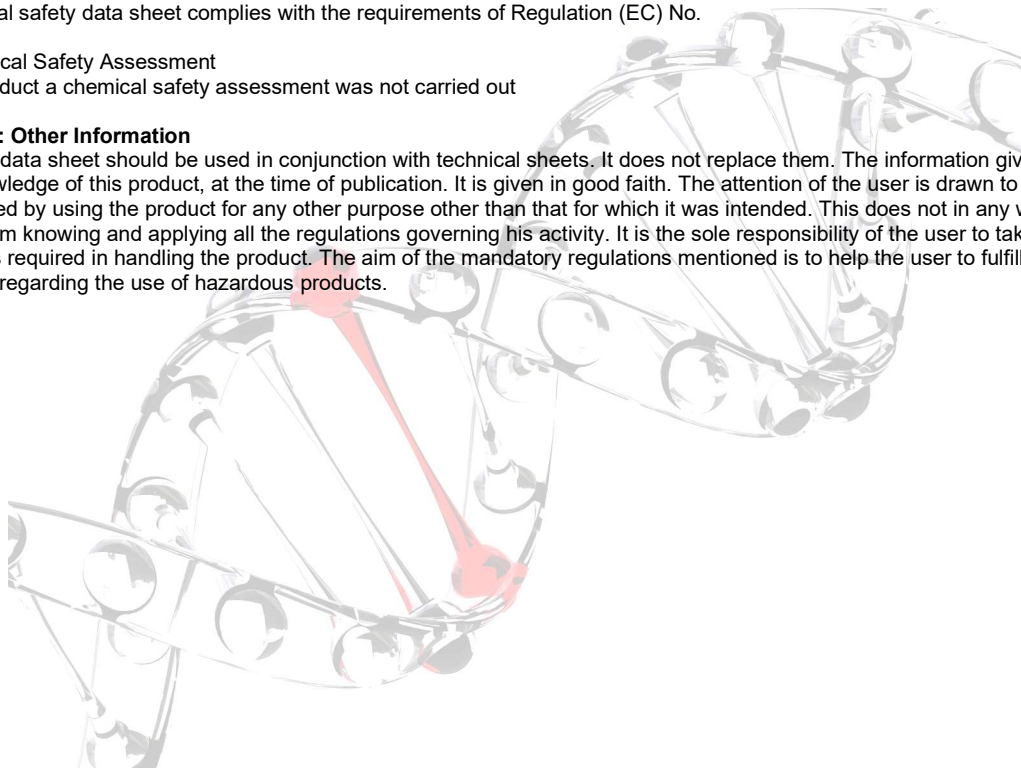 al safety data sheet complies with the requirements of Regulation (EC) No.
cal Safety Assessment
duct a chemical safety assessment was not carried out
: Other Information
data sheet should be used in conjunction with technical sheets. It does not replace them. The information giv
wledge of this product, at the time of publication. It is given in good faith. The attention of the user is drawn to
ed by using the product for any other purpose other than that for which it was intended. This does not in any w
m knowing and applying all the regulations governing his activity. It is the sole responsibility of the user to tak
s required in handling the product. The aim of the mandatory regulations mentioned is to help the user to fulfill
regarding the use of hazardous products.